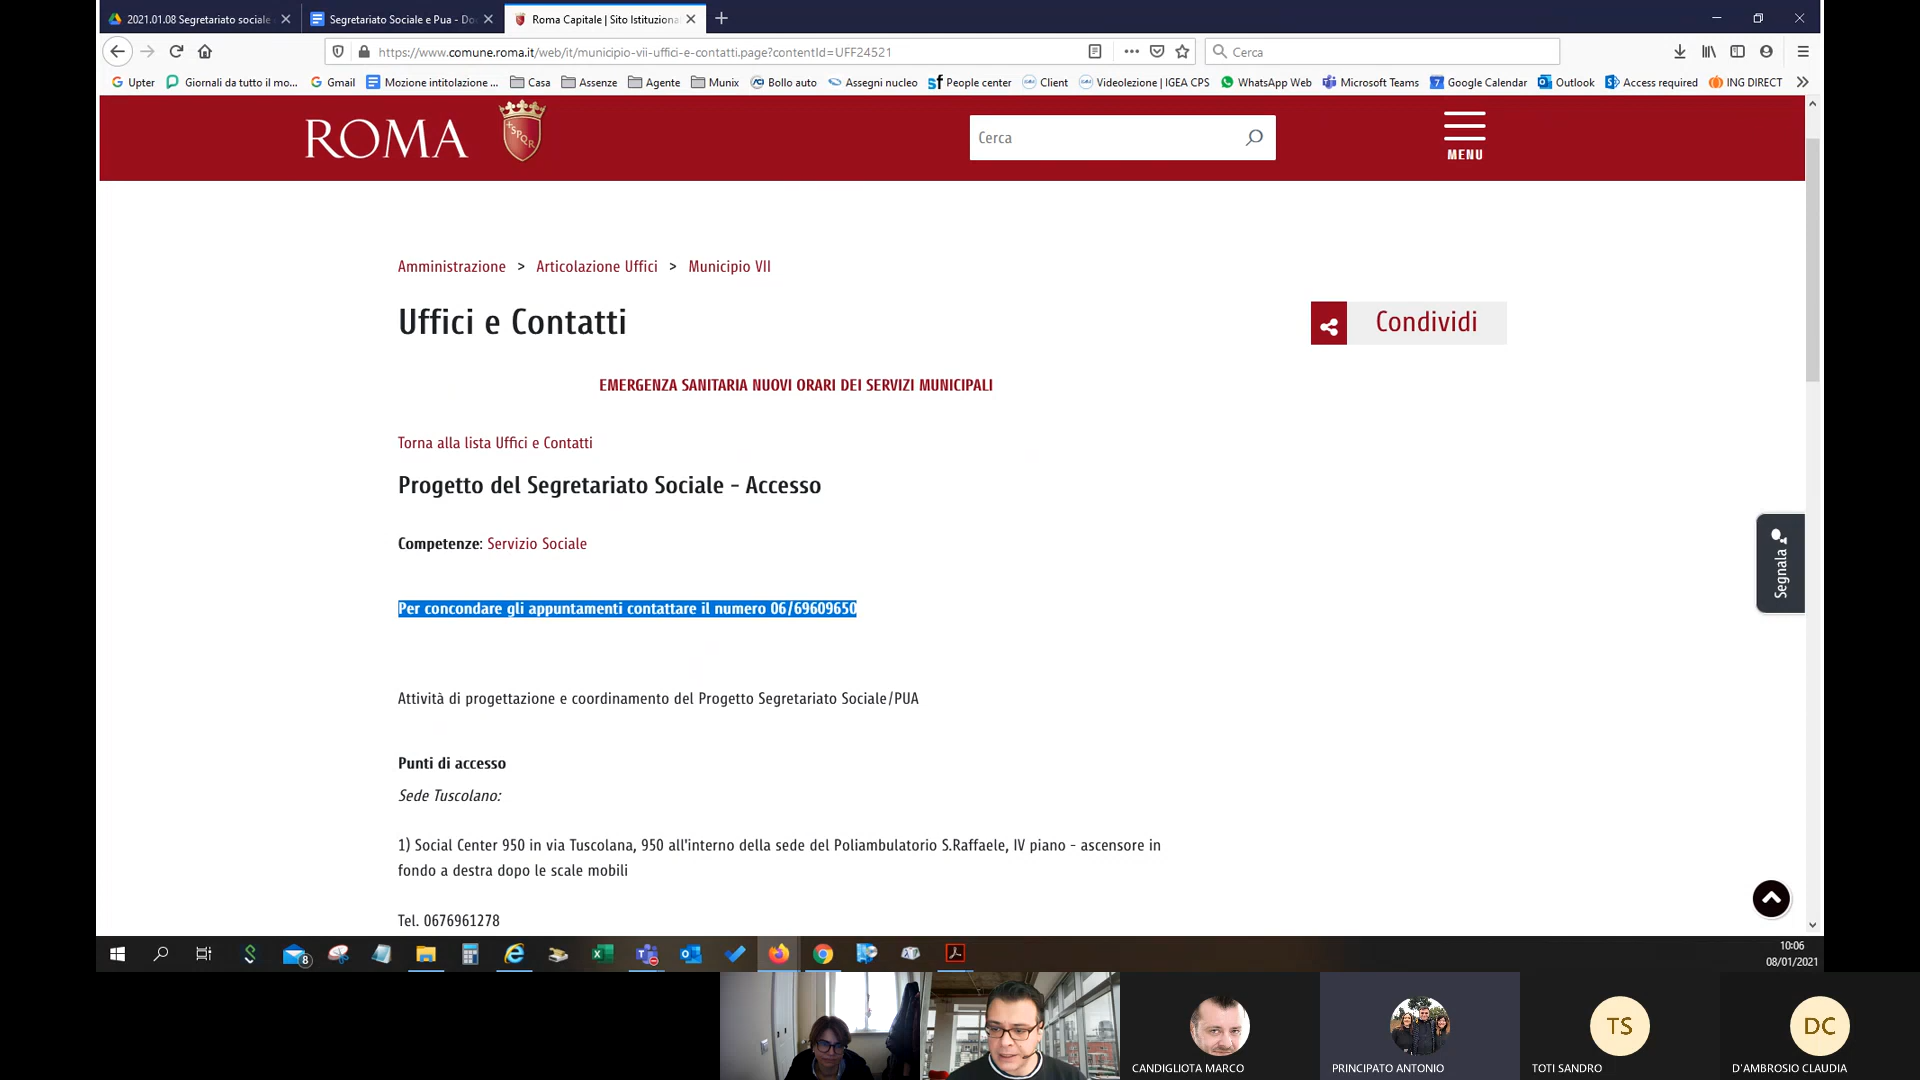 2021.01.08 Segretariato sociale
Segretariato Sociale e Pua - Do
Roma Capitale | Sito Istituziona
https://www.comune.roma.it/web/it/municipio-vii-uffici-e-contatti.page?contentId=UFF24521
Cerca
Upter
Giornali da tutto il mo...
Gmail
Mozione intitolazione ...
Casa
Assenze
Agente
Munix
Bollo auto
Assegni nucleo
People center
Client
Videolezione | IGEA CPS
WhatsApp Web
Microsoft Teams
Google Calendar
Outlook
Access required
ING DIRECT
ROMA
SPQR
Cerca
MENU
Amministrazione > Articolazione Uffici > Municipio VII
Uffici e Contatti
Condividi
EMERGENZA SANITARIA NUOVI ORARI DEI SERVIZI MUNICIPALI
Torna alla lista Uffici e Contatti
Progetto del Segretariato Sociale - Accesso
Competenze: Servizio Sociale
Segnala
Per concondare gli appuntamenti contattare il numero 06/69609650
Attività di progettazione e coordinamento del Progetto Segretariato Sociale/PUA
Punti di accesso
Sede Tuscolano:
1) Social Center 950 in via Tuscolana, 950 all'interno della sede del Poliambulatorio S.Raffaele, IV piano - ascensore in
fondo a destra dopo le scale mobili
Tel. 0676961278
8
10:06
08/01/2021
TS
DC
CANDIGLIOTA MARCO
PRINCIPATO ANTONIO
TOTI SANDRO
D'AMBROSIO CLAUDIA